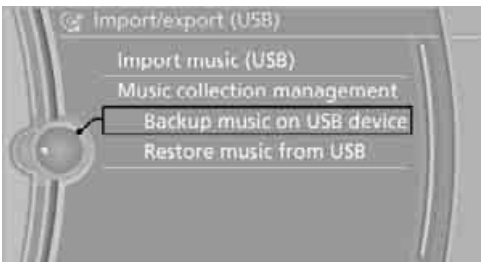 Import/export (USB)
Import music (USB)
Music collection management
Backup music on USB device
Restore music from USB